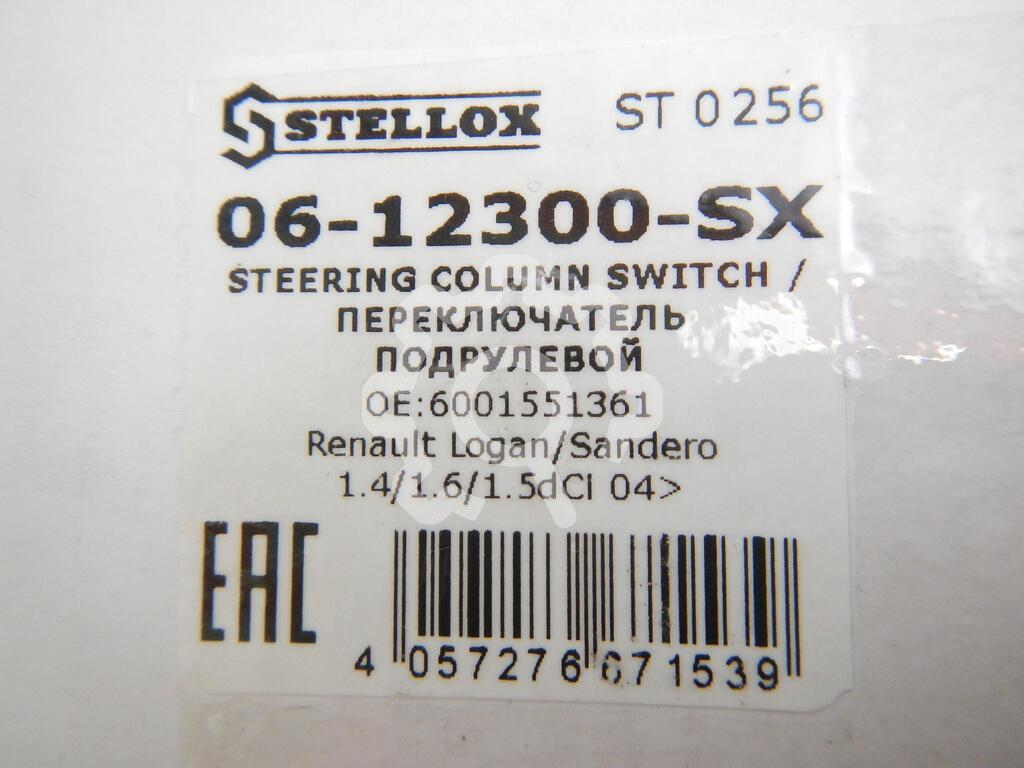 STELLOX ST 0256
06-12300-SX
STEERING COLUMN SWITCH /
ПЕРЕКЛЮЧАТЕЛЬ
ПОДРУЛЕВОЙ
OE:6001551361
Renault Logan/Sandero
1.4/1.6/1.5dCi 04>
EAC
4 057276 671539